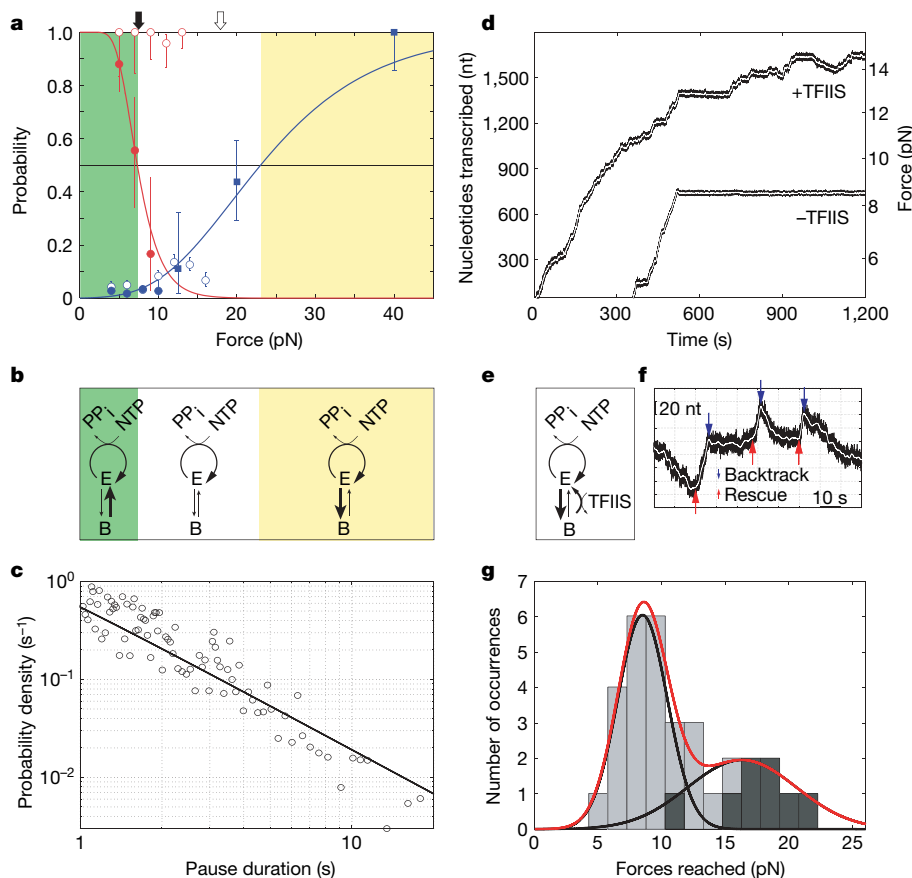 a
1.0
0.8
0.6
0.4
0.2
0
Probability
0 10 20 30 40
Force (pN)
d
1,500
1,200
900
600
300
Nucleotides transcribed (nt)
14
13
12
10
8
6
Force (pN)
+TFIIS
−TFIIS
0 300 600 900 1,200
Time (s)
b
PPi NTP
E
B
PPi NTP
E
B
PPi NTP
E
B
e
PPi NTP
E
TFIIS
B
f
20 nt
Backtrack
Rescue
10 s
c
10⁰
10⁻¹
10⁻²
Probability density (s⁻¹)
1 10
Pause duration (s)
g
7
6
5
4
3
2
1
0
Number of occurrences
0 5 10 15 20 25
Forces reached (pN)